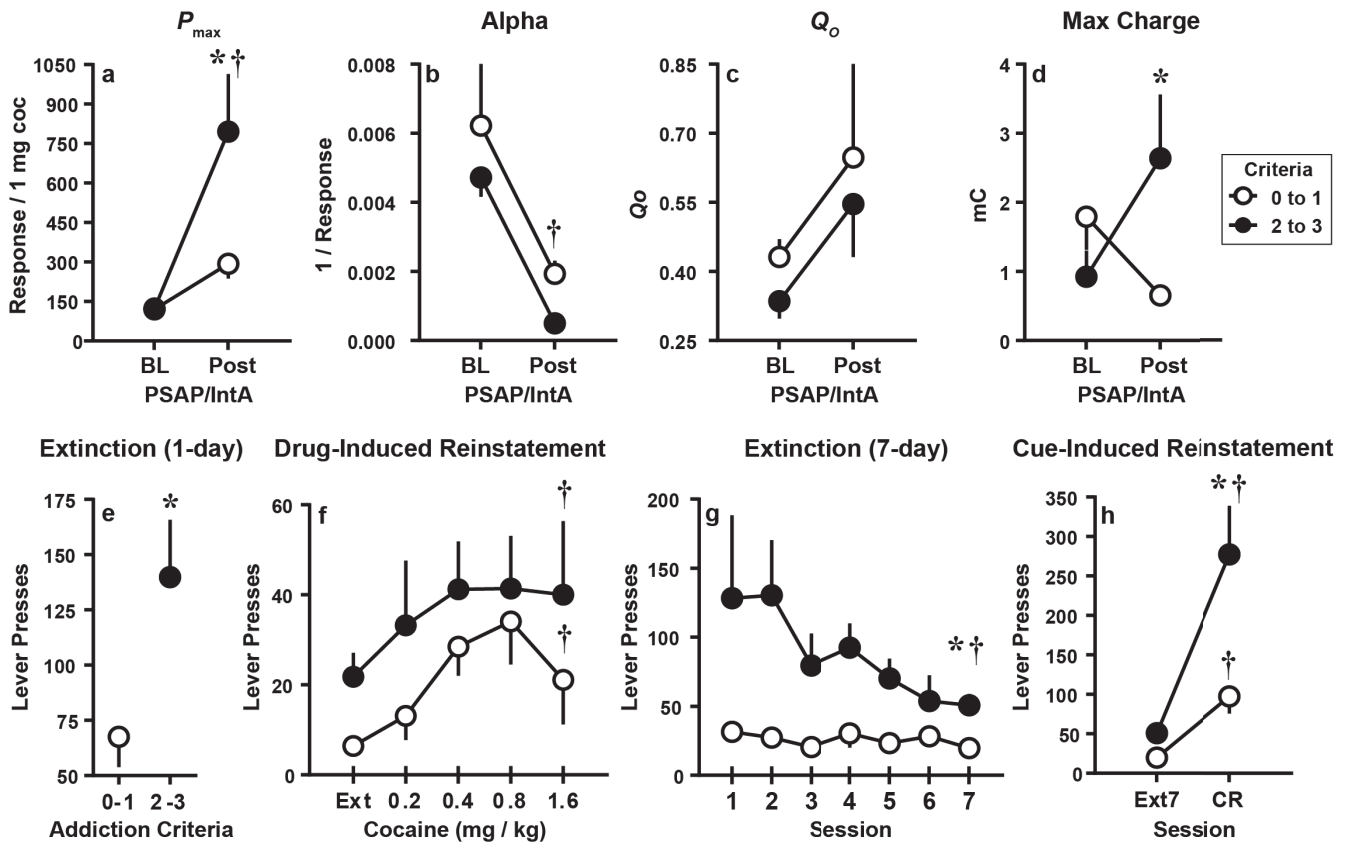 Pmax
Alpha
QO
Max Charge
a
* †
1050
900
750
600
450
300
150
0
Response / 1 mg coc
BL Post
PSAP/IntA
b
0.008
0.006
0.004
0.002
0.000
1 / Response
†
BL Post
PSAP/IntA
c
0.85
0.70
0.55
0.40
0.25
Qo
BL Post
PSAP/IntA
d
*
4
3
2
1
0
mC
BL Post
PSAP/IntA
Criteria
0 to 1
2 to 3
Extinction (1-day)
e
*
175
150
125
100
75
50
Lever Presses
0-1 2-3
Addiction Criteria
Drug-Induced Reinstatement
f
†
†
60
40
20
0
Lever Presses
Ext 0.2 0.4 0.8 1.6
Cocaine (mg / kg)
Extinction (7-day)
g
* †
200
150
100
50
0
Lever Presses
1 2 3 4 5 6 7
Session
Cue-Induced Reinstatement
h
* †
†
350
300
250
200
150
100
50
0
Lever Presses
Ext7 CR
Session